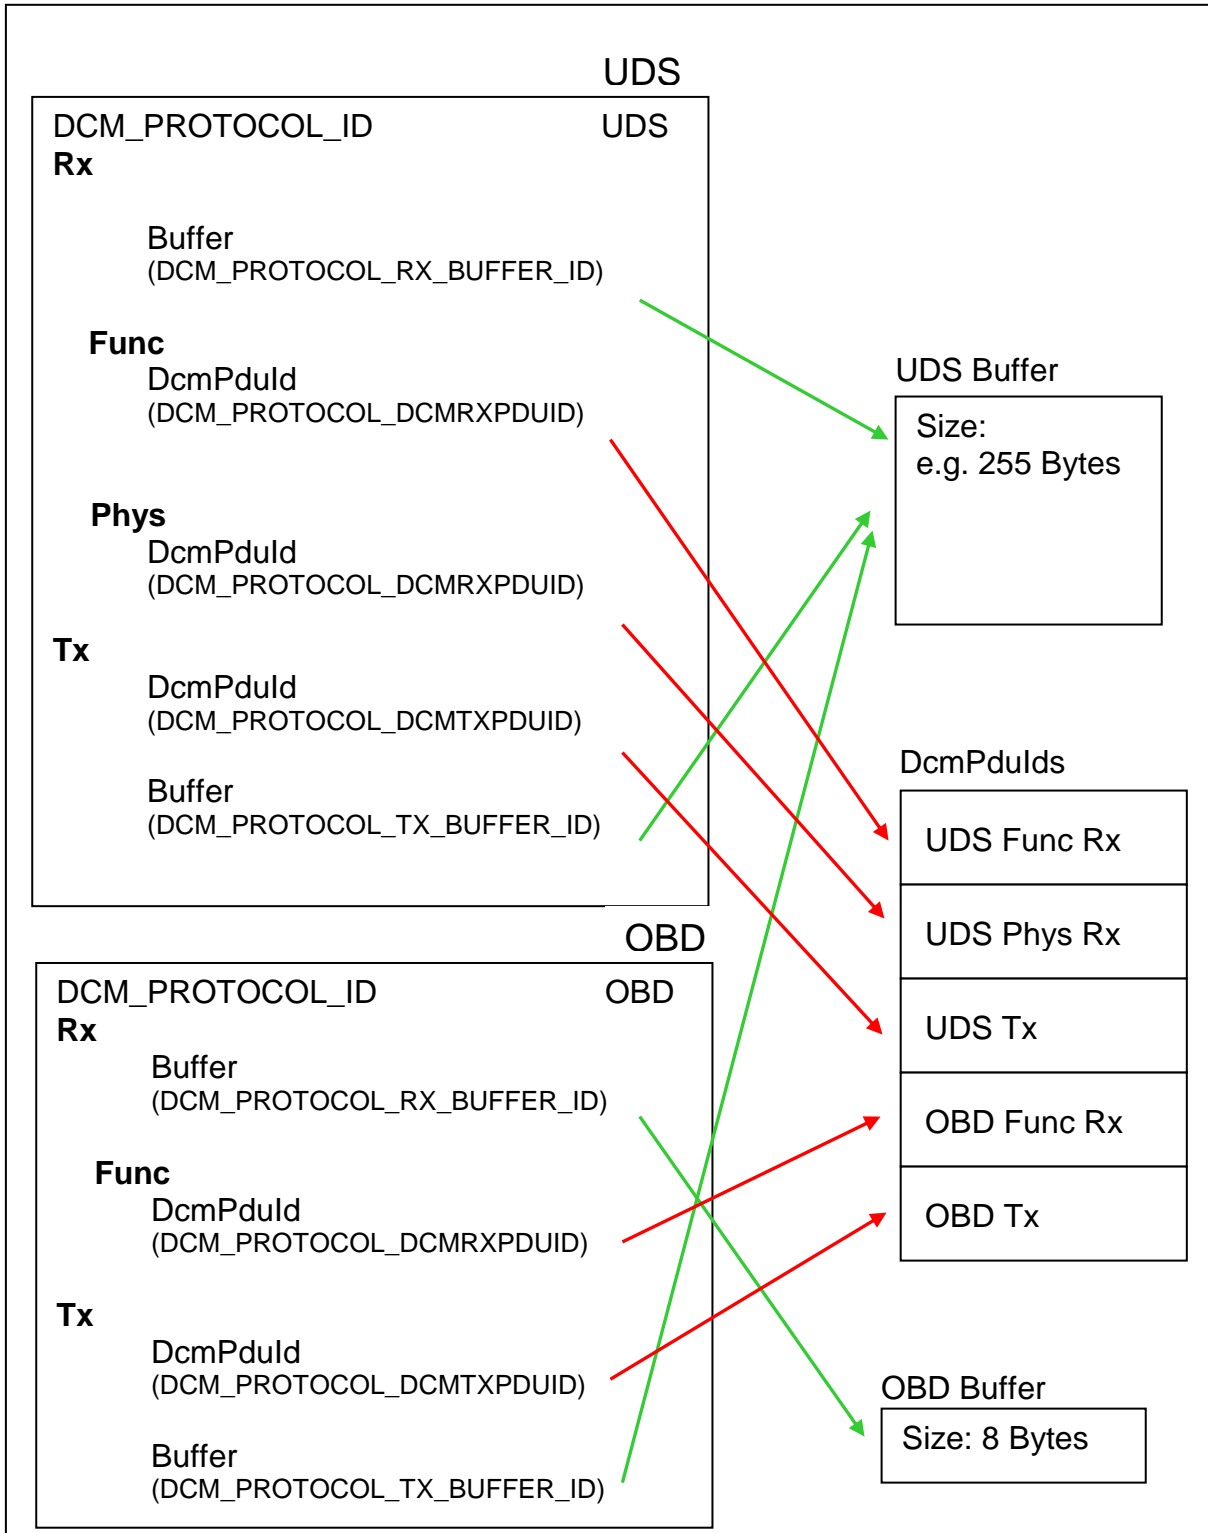 UDS
DCM_PROTOCOL_ID UDS
Rx
Buffer
(DCM_PROTOCOL_RX_BUFFER_ID)
Func
DcmPduId
(DCM_PROTOCOL_DCMRXPDUID)
Phys
DcmPduId
(DCM_PROTOCOL_DCMRXPDUID)
Tx
DcmPduId
(DCM_PROTOCOL_DCMTXPDUID)
Buffer
(DCM_PROTOCOL_TX_BUFFER_ID)
OBD
DCM_PROTOCOL_ID OBD
Rx
Buffer
(DCM_PROTOCOL_RX_BUFFER_ID)
Func
DcmPduId
(DCM_PROTOCOL_DCMRXPDUID)
Tx
DcmPduId
(DCM_PROTOCOL_DCMTXPDUID)
Buffer
(DCM_PROTOCOL_TX_BUFFER_ID)
UDS Buffer
Size:
e.g. 255 Bytes
DcmPduIds
UDS Func Rx
UDS Phys Rx
UDS Tx
OBD Func Rx
OBD Tx
OBD Buffer
Size: 8 Bytes